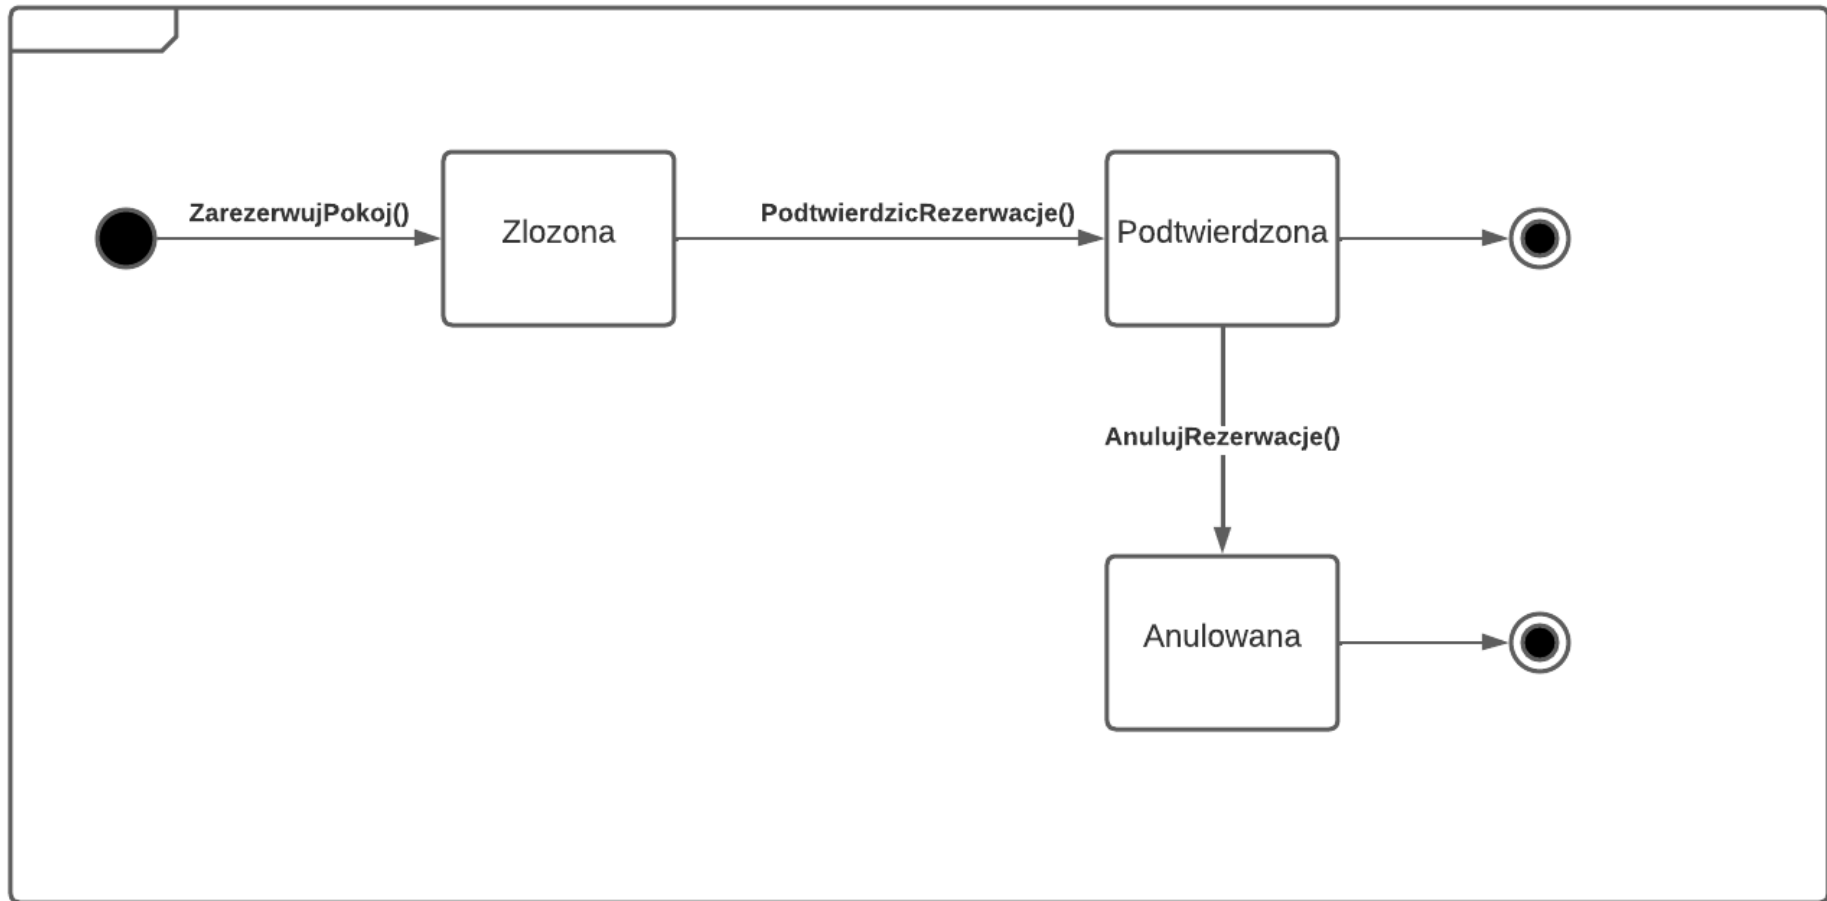 ZarezerwujPokoj()
Zlozona
PodtwierdzicRezerwacje()
Podtwierdzona
AnulujRezerwacje()
Anulowana